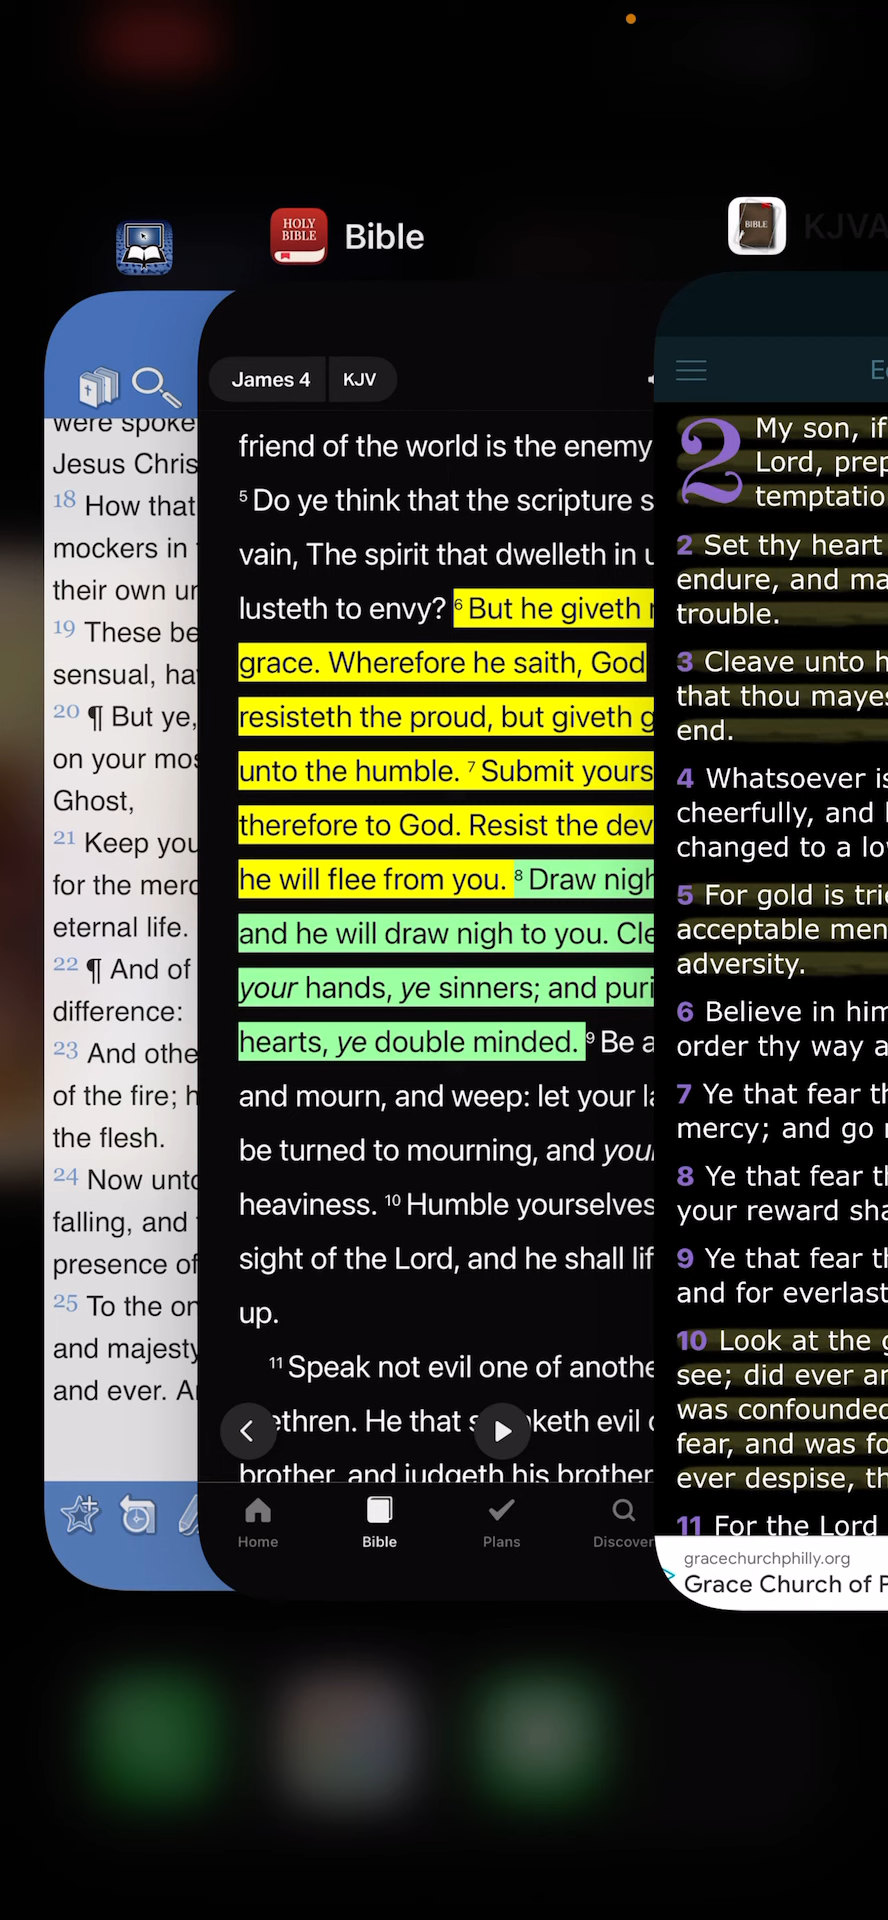 HOLY
BIBLE
Bible
BIBLE
KJVA
were spoke
Jesus Chris
18 How that
mockers in
their own
19 These be
sensual,
20 ¶ But ye,
on your
Ghost,
21 Keep you
for the
eternal life.
22 ¶ And of
difference:
23 And othe
of the fire;
the flesh.
24 Now unto
falling, and
presence of
25 To the
and majesty
and ever.
James 4 KJV
friend of the world is the enemy
5 Do ye think that the scripture s
vain, The spirit that dwelleth in
lusteth to envy? 6 But he giveth
grace. Wherefore he saith, God
resisteth the proud, but giveth g
unto the humble. 7 Submit yours
therefore to God. Resist the dev
he will flee from you. 8 Draw nigh
and he will draw nigh to you. Cle
your hands, ye sinners; and puri
hearts, ye double minded. 9 Be a
and mourn, and weep: let your la
be turned to mourning, and your
heaviness. 10 Humble yourselves
sight of the Lord, and he shall lif
up.
11 Speak not evil one of anothe
ethren. He that s keth evil
brother, and judgeth his brother
Home Bible Plans Discover
2 My son, if
Lord, prep
temptatio
2 Set thy heart
endure, and ma
trouble.
3 Cleave unto h
that thou mayes
end.
4 Whatsoever is
cheerfully, and
changed to a lo
5 For gold is trie
acceptable men
adversity.
6 Believe in him
order thy way a
7 Ye that fear th
mercy; and go
8 Ye that fear th
your reward sha
9 Ye that fear th
and for everlast
10 Look at the g
see; did ever an
was confounded
fear, and was fo
ever despise, th
11 For the Lord
gracechurchphilly.org
Grace Church of P